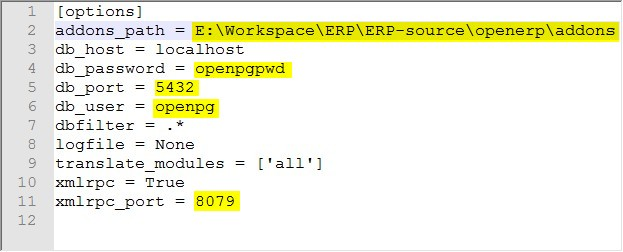 1 [options]
2 addons_path = E:\Workspace\ERP\ERP-source\openerp\addons
3 db_host = localhost
4 db_password = openpgpwd
5 db_port = 5432
6 db_user = openpg
7 dbfilter = .*
8 logfile = None
9 translate_modules = ['all']
10 xmlrpc = True
11 xmlrpc_port = 8079
12